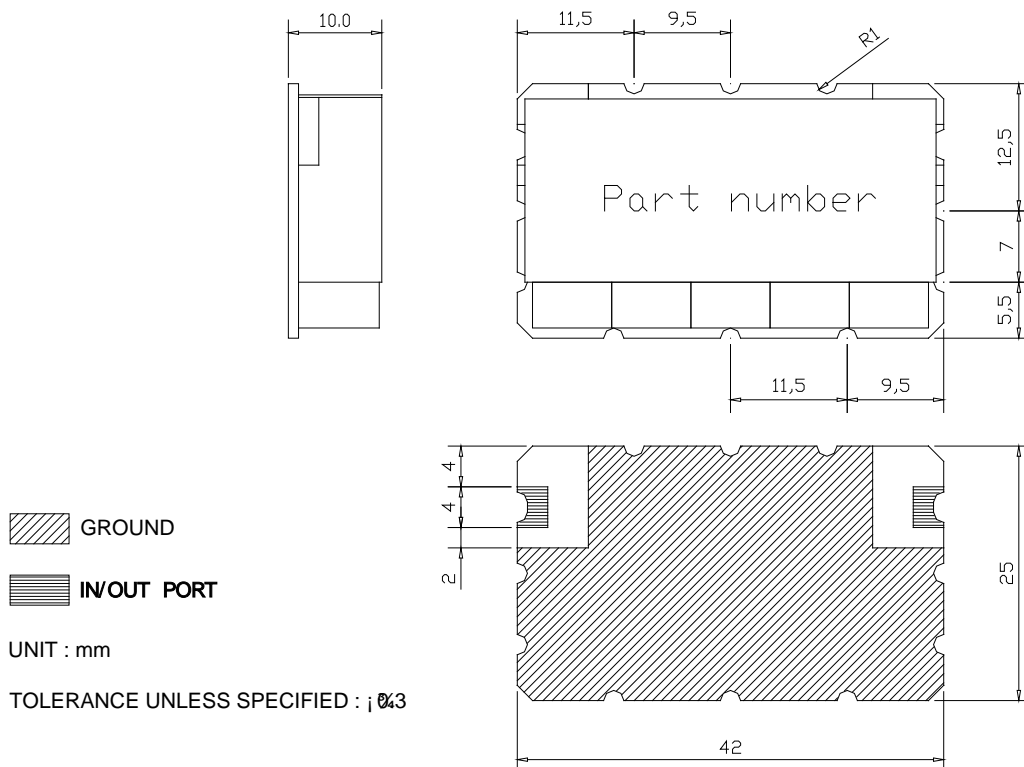 10.0
11,5
9,5
R1
12,5
Part number
7
5,5
11,5
9,5
4
4
2
25
GROUND
IN/OUT PORT
UNIT : mm
TOLERANCE UNLESS SPECIFIED :
42